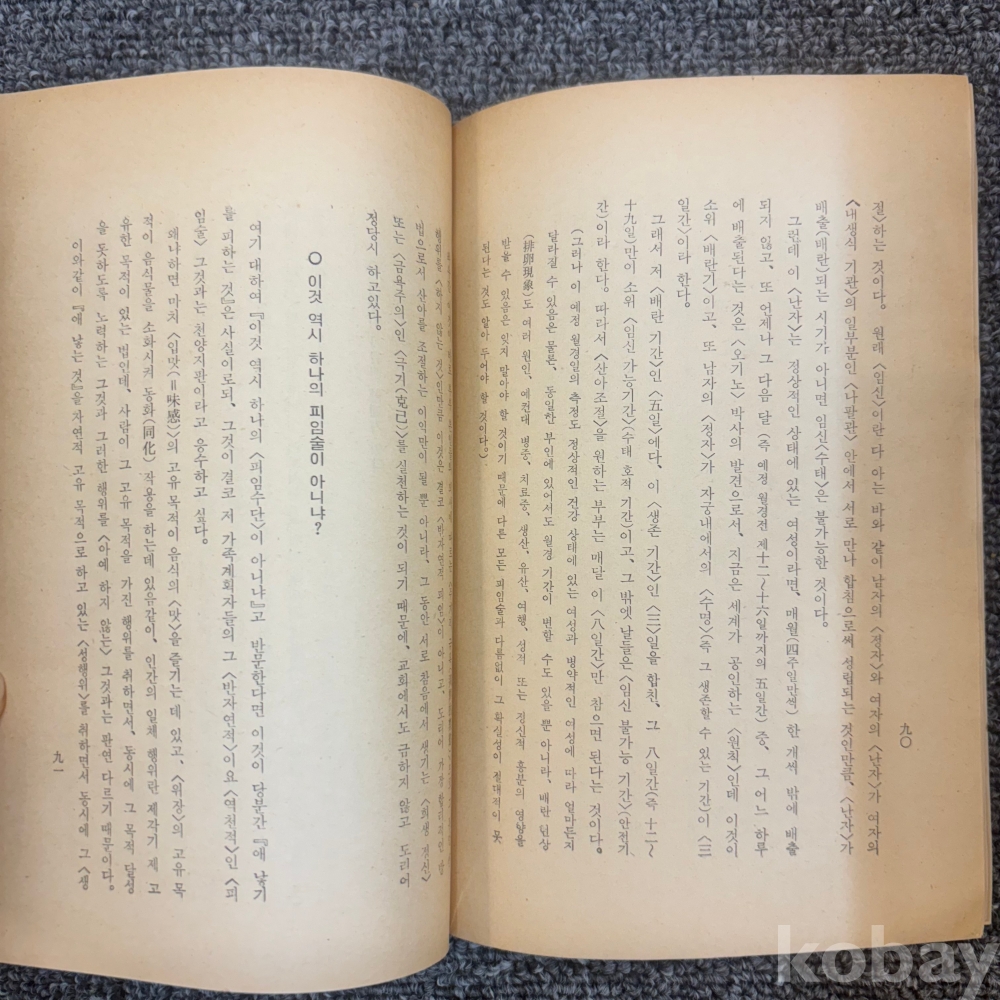 절〉하는 것이다. 원래 〈임신〉이란 다 아는 바와 같이 남자의 〈정자〉와 여자의 〈난자〉가 여자의
〈대생식 기관〉의 일부분인 〈나팔관〉 안에서 서로 만나 합침으로써 성립되는 것인만큼, 〈난자〉가
배출(배란)되는 시기가 아니면 임신〈수태〉은 불가능한 것이다.
그런데 이 〈난자〉는 정상적인 상태에 있는 여성이라면, 매월(四주일만씩) 한 개씩 밖에 배출
되지 않고, 또 언제나 그 다음 달 (즉 예정 월경전 제十二~十六일까지의 五일간) 중, 그 어느 하루
에 배출된다는 것은 〈오기노〉 박사의 발견으로서, 지금은 세계가 공인하는 〈원칙〉인데 이것이
소위 〈배란기〉이고, 또 남자의 〈정자〉가 자궁내에서의 〈수명〉(즉 그 생존할 수 있는 기간)이 〈三
일간〉이라 한다.
그래서 저 〈배란 기간〉인 〈五일〉에다, 이 〈생존 기간〉인 〈三〉일을 합친, 그 八일간(즉 十二~
十九일)만이 소위 〈임신 가능기간〉(수태 호적 기간)이고, 그 밖엣 날들은 〈임신 불가능 기간〉(안전기
간)이라 한다. 따라서 〈산아조절〉을 원하는 부부는 매달 이 〈八일간〉만 참으면 된다는 것이다.
(그러나 이 예정 월경일의 측정도 정상적인 건강 상태에 있는 여성과 병약적인 여성에 따라 얼마든지
달라질 수 있음은 물론, 동일한 부인에 있어서도 월경 기간이 변할 수도 있을 뿐 아니라, 배란 현상
(排卵現象)도 여러 원인, 예컨대 병중, 치료중, 생산, 유산, 여행, 성적 또는 정신적 흥분의 영향을
받을 수 있음은 잊지 말아야 할 것이기 때문에 다른 모든 피임술과 다름없이 그 확실성이 절대적이 못
된다는 것도 알아 두어야 할 것이다.)
九〇
행위를 〈하지 않는 것〉인만큼 이것은 결코 〈반자연적 피임〉이 아니고, 도리어 가장 합리적인 방
법으로서 산아를 조절하는 이익만이 될 뿐 아니라, 그 동안 서로 참음에서 생기는 〈희생 정신〉
또는 〈금욕주의〉인 〈극기(克己)〉를 실천하는 것이 되기 때문에, 교회에서도 금하지 않고 도리어
정당시 하고있다.
○ 이것 역시 하나의 피임술이 아니냐?
여기 대하여 『이것 역시 하나의 〈피임수단〉이 아니냐』고 반문한다면 이것이 당분간 『애 낳기
를 피하는 것』은 사실이로되, 그것이 결코 저 가족계획자들의 그 〈반자연적〉이요 〈역천적〉인 〈피
임술〉 그것과는 천양지판이라고 응수하고 싶다.
왜냐하면 마치 〈입맛〉(=味感)의 고유 목적이 음식의 〈맛〉을 즐기는 데 있고, 〈위장〉의 고유 목
적이 음식물을 소화시켜 동화(同化) 작용을 하는데 있음같이, 인간의 일체 행위란 제각기 제 고
유한 목적이 있는 법인데, 사람이 그 고유 목적을 가진 행위를 취하면서, 동시에 그 목적 달성
을 못하도록 노력하는 그것과 그러한 행위를 〈아예 하지 않는〉 그것과는 판연 다르기 때문이다.
이와같이 『애 낳는 것』을 자연적 고유 목적으로 하고 있는 〈성행위〉를 취하면서 동시에 그 〈생
九一
kobay